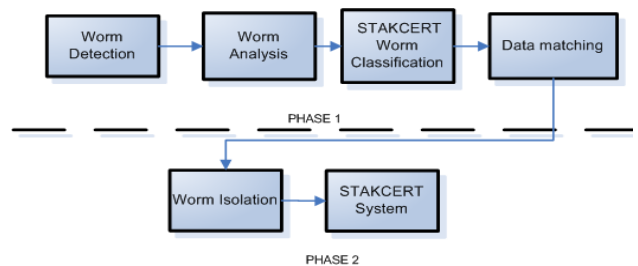 Worm
Detection
Worm
Analysis
STAKCERT
Worm
Classification
Data matching
PHASE 1
Worm Isolation
STAKCERT
System
PHASE 2